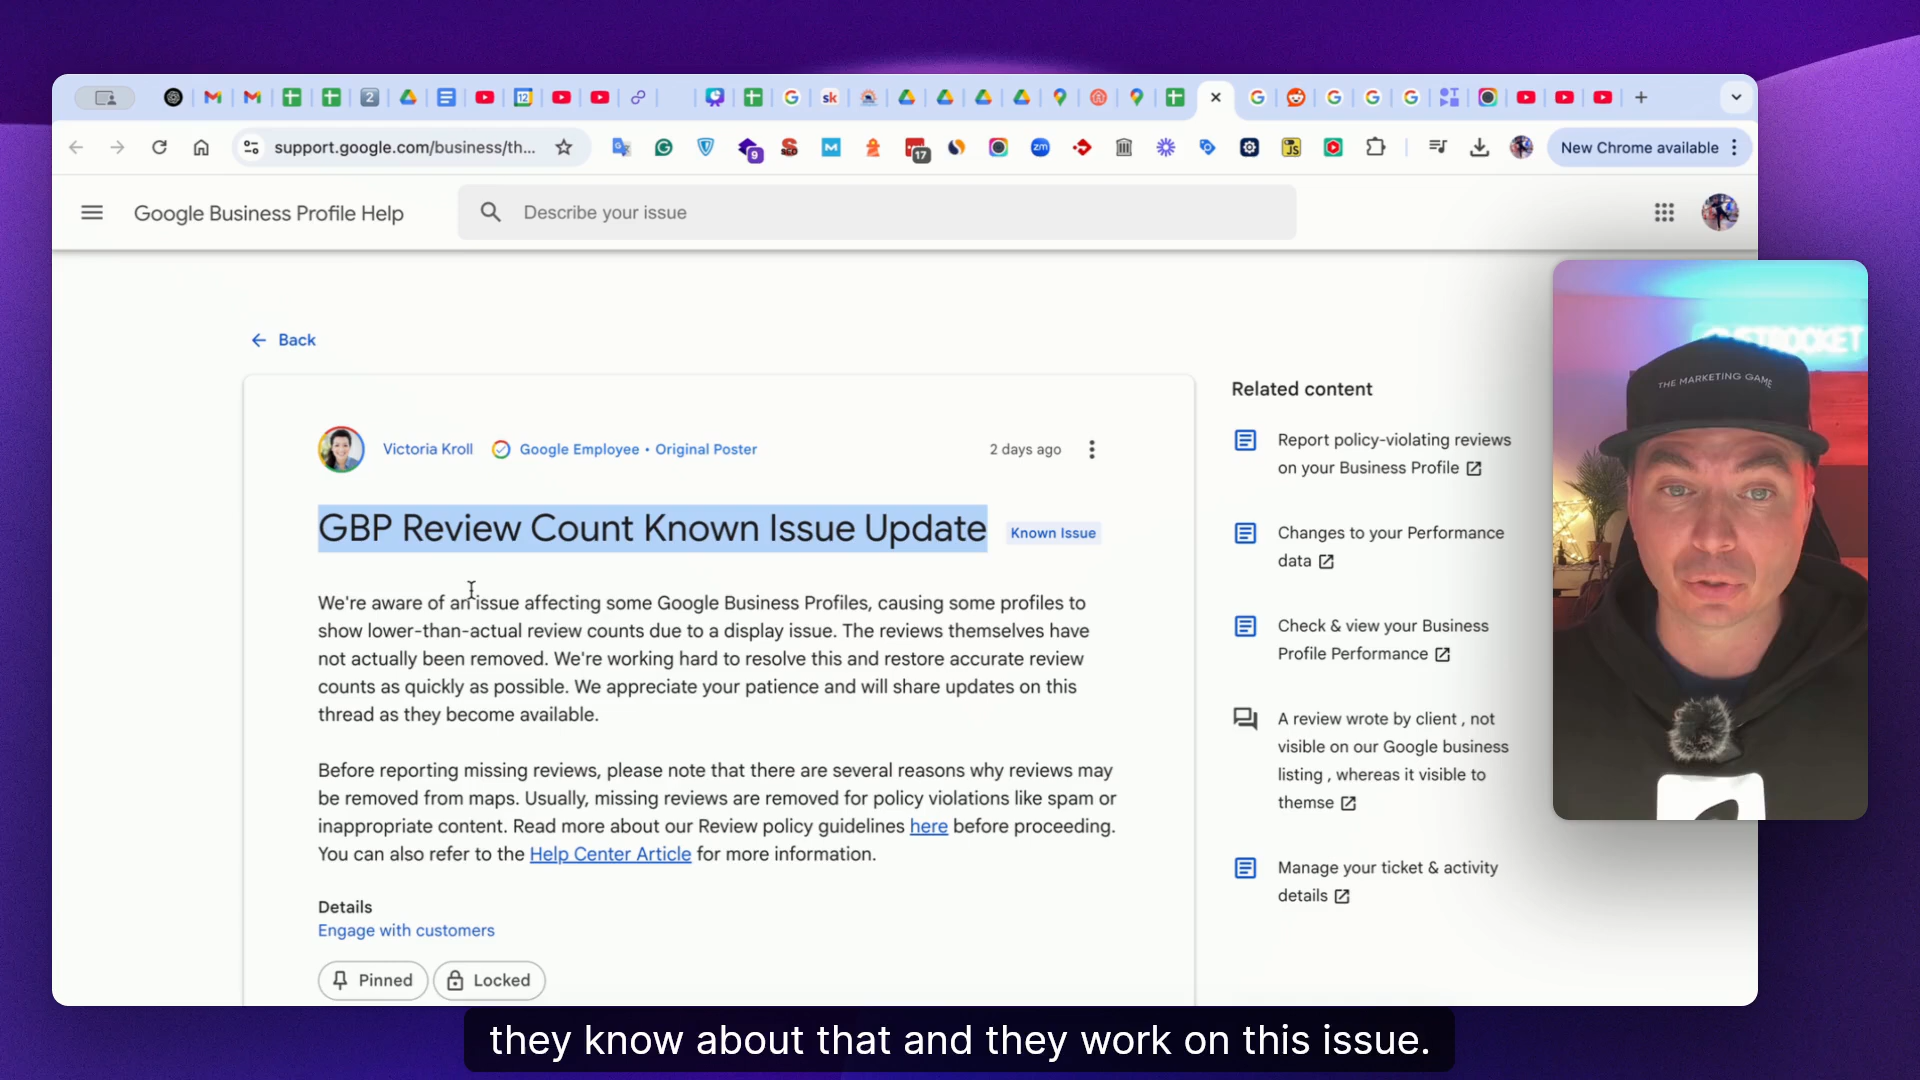 support.google.com/business/th...
9
17
New Chrome available
Google Business Profile Help
Describe your issue
Back
Victoria Kroll
Google Employee • Original Poster
2 days ago
GBP Review Count Known Issue Update
Known Issue
We're aware of an issue affecting some Google Business Profiles, causing some profiles to
show lower-than-actual review counts due to a display issue. The reviews themselves have
not actually been removed. We're working hard to resolve this and restore accurate review
counts as quickly as possible. We appreciate your patience and will share updates on this
thread as they become available.
Before reporting missing reviews, please note that there are several reasons why reviews may
be removed from maps. Usually, missing reviews are removed for policy violations like spam or
inappropriate content. Read more about our Review policy guidelines here before proceeding.
You can also refer to the Help Center Article for more information.
Details
Engage with customers
Pinned
Locked
Related content
Report policy-violating reviews
on your Business Profile
Changes to your Performance
data
Check & view your Business
Profile Performance
A review wrote by client , not
visible on our Google business
listing , whereas it visible to
themse
Manage your ticket & activity
details
THE MARKETING GAME
they know about that and they work on this issue.